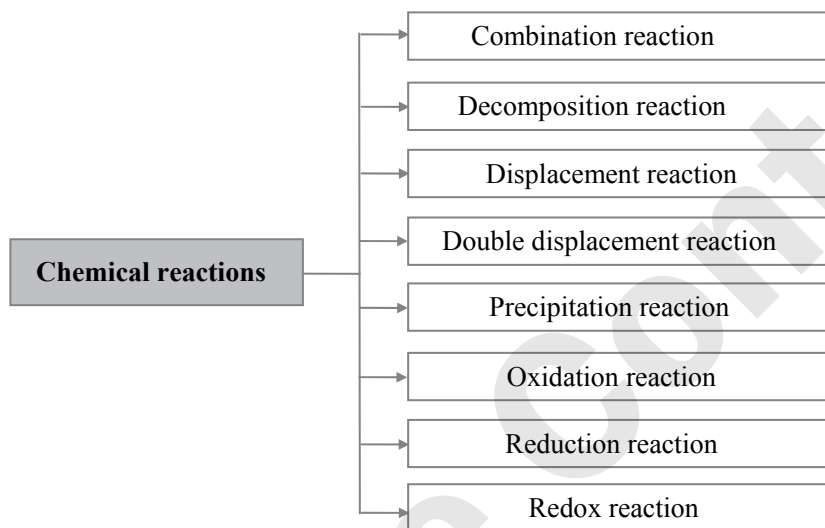 Combination reaction
Decomposition reaction
Displacement reaction
Double displacement reaction
Chemical reactions
Precipitation reaction
Oxidation reaction
Reduction reaction
Redox reaction
Cont